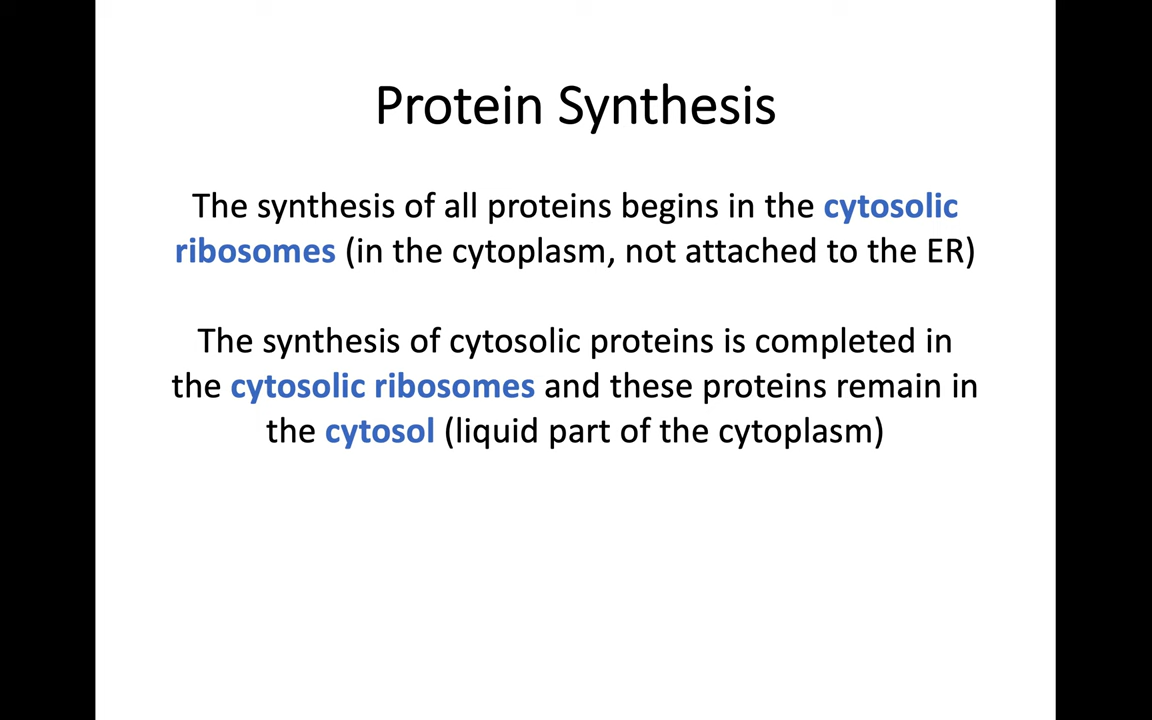 Protein Synthesis
The synthesis of all proteins begins in the cytosolic
ribosomes (in the cytoplasm, not attached to the ER)
The synthesis of cytosolic proteins is completed in
the cytosolic ribosomes and these proteins remain in
the cytosol (liquid part of the cytoplasm)